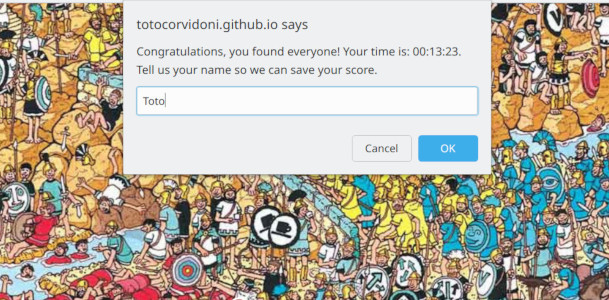 totocorvidoni.github.io says
Congratulations, you found everyone! Your time is: 00:13:23.
Tell us your name so we can save your score.
Toto
Cancel
OK